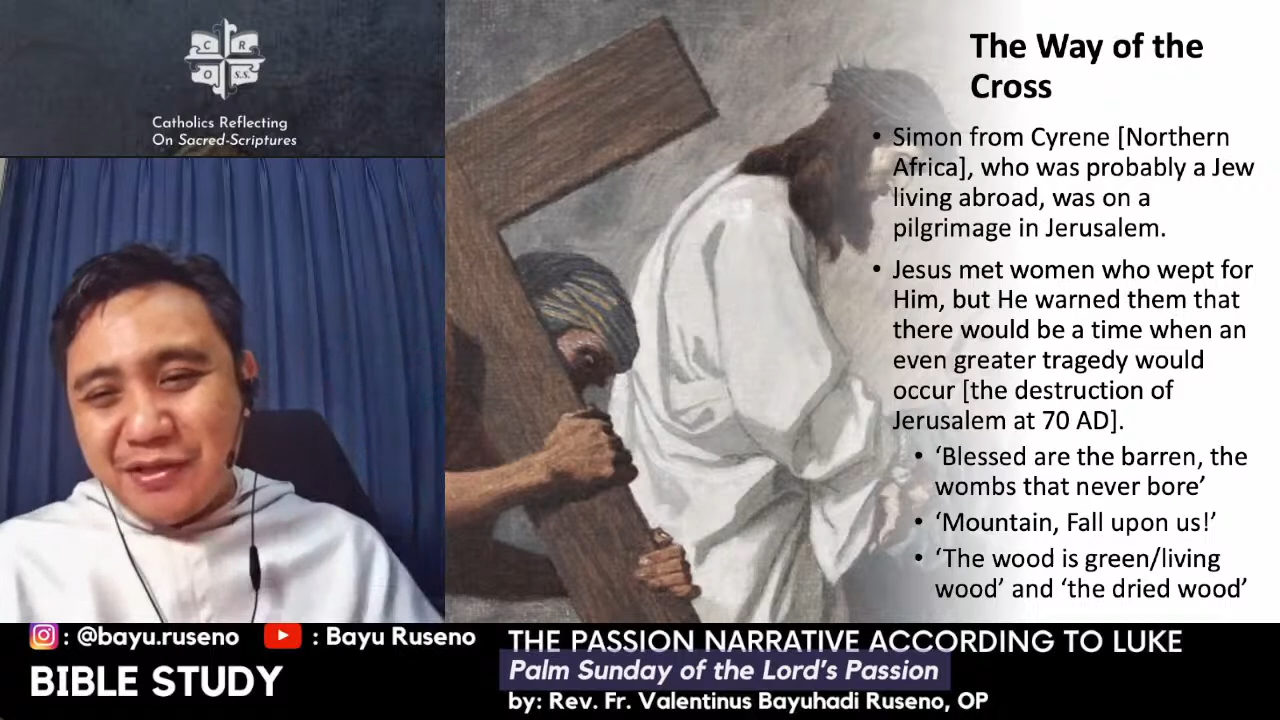 C R
O S.S.
Catholics Reflecting
On Sacred-Scriptures
The Way of the
Cross
• Simon from Cyrene [Northern
Africa], who was probably a Jew
living abroad, was on a
pilgrimage in Jerusalem.
• Jesus met women who wept for
Him, but He warned them that
there would be a time when an
even greater tragedy would
occur [the destruction of
Jerusalem at 70 AD].
• ‘Blessed are the barren, the
wombs that never bore’
• ‘Mountain, Fall upon us!’
• ‘The wood is green/living
wood’ and ‘the dried wood’
: @bayu.ruseno : Bayu Ruseno
BIBLE STUDY
THE PASSION NARRATIVE ACCORDING TO LUKE
Palm Sunday of the Lord's Passion
by: Rev. Fr. Valentinus Bayuhadi Ruseno, OP